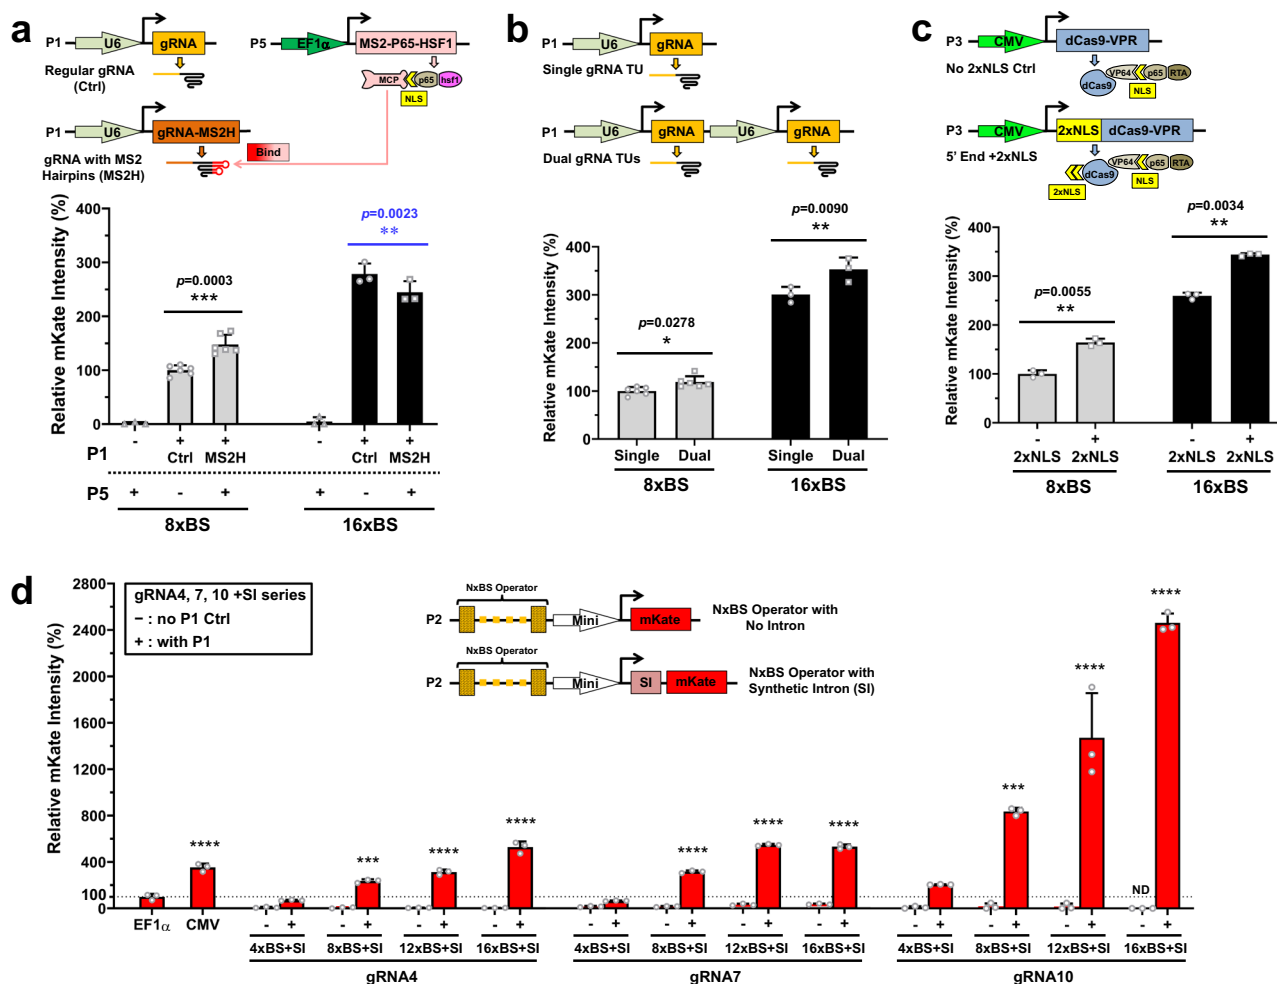 a
P1
U6
gRNA
Regular gRNA
(Ctrl)
P5
EF1α
MS2-P65-HSF1
MCP
p65
hsf1
NLS
P1
U6
gRNA-MS2H
gRNA with MS2
Hairpins (MS2H)
Bind
Relative mKate Intensity (%)
400
300
200
100
0
p=0.0003
***
p=0.0023
**
P1
- + + - + +
Ctrl MS2H Ctrl MS2H
P5
+ - + + - +
8xBS 16xBS
b
P1
U6
gRNA
Single gRNA TU
P1
U6
gRNA
U6
gRNA
Dual gRNA TUs
Relative mKate Intensity (%)
400
300
200
100
0
p=0.0278
*
p=0.0090
**
Single Dual Single Dual
8xBS 16xBS
c
P3
CMV
dCas9-VPR
No 2xNLS Ctrl
dCas9
VP64
p65
RTA
NLS
P3
CMV
2xNLS
dCas9-VPR
5' End +2xNLS
dCas9
VP64
p65
RTA
2xNLS
NLS
Relative mKate Intensity (%)
400
300
200
100
0
p=0.0055
**
p=0.0034
**
- + - +
2xNLS 2xNLS 2xNLS 2xNLS
8xBS 16xBS
d
Relative mKate Intensity (%)
2800
2400
2000
1600
1200
800
400
100
0
gRNA4, 7, 10 +SI series
− : no P1 Ctrl
+ : with P1
NxBS Operator
P2
Mini
mKate
NxBS Operator with
No Intron
NxBS Operator
P2
Mini
SI
mKate
NxBS Operator with
Synthetic Intron (SI)
****
***
****
****
****
****
****
***
****
ND
****
EF1α CMV
- + - + - + - + - + - + - + - + - + - + - + - +
4xBS+SI 8xBS+SI 12xBS+SI 16xBS+SI 4xBS+SI 8xBS+SI 12xBS+SI 16xBS+SI 4xBS+SI 8xBS+SI 12xBS+SI 16xBS+SI
gRNA4 gRNA7 gRNA10